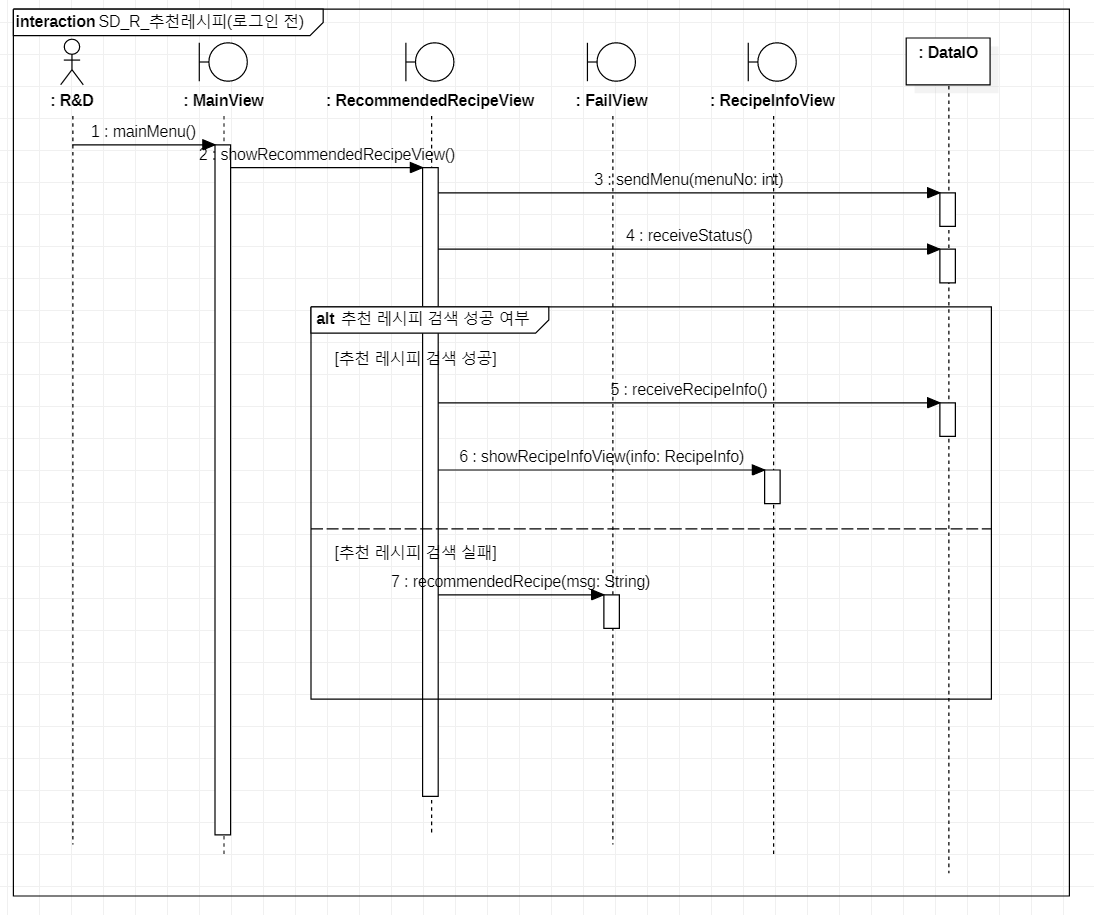 interaction SD_R_추천레시피(로그인 전)
: R&D
: MainView
: RecommendedRecipeView
: FailView
: RecipeInfoView
: DataIO
1 : mainMenu()
2 : showRecommendedRecipeView()
3 : sendMenu(menuNo: int)
4 : receiveStatus()
alt 추천 레시피 검색 성공 여부
[추천 레시피 검색 성공]
5 : receiveRecipeInfo()
6 : showRecipeInfoView(info: RecipeInfo)
[추천 레시피 검색 실패]
7 : recommendedRecipe(msg: String)